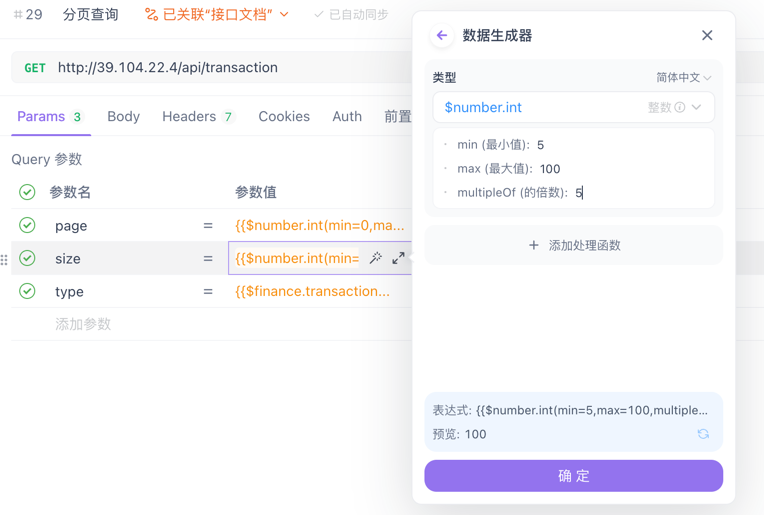 #29 分页查询 已关联“接口文档” 已自动同步
GET http://39.104.22.4/api/transaction
Params 3 Body Headers 7 Cookies Auth 前置
Query 参数
参数名 参数值
page = {{$number.int(min=0,ma...
size = {{$number.int(min=
type = {{$finance.transaction...
添加参数
数据生成器
类型 简体中文
$number.int 整数
· min (最小值): 5
· max (最大值): 100
· multipleOf (的倍数): 5
+ 添加处理函数
表达式: {{$number.int(min=5,max=100,multiple...
预览: 100
确 定